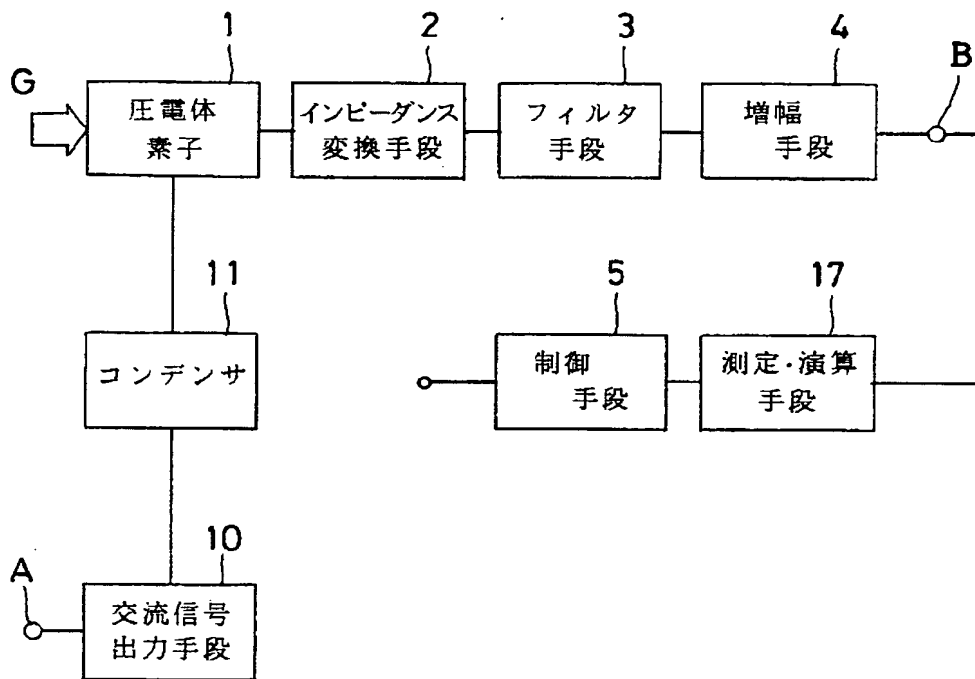 1
2
3
4
G
B
圧電体
素子
インピーダンス
変換手段
フィルタ
手段
増幅
手段
11
5
17
コンデンサ
制御
手段
測定・演算
手段
10
A
交流信号
出力手段